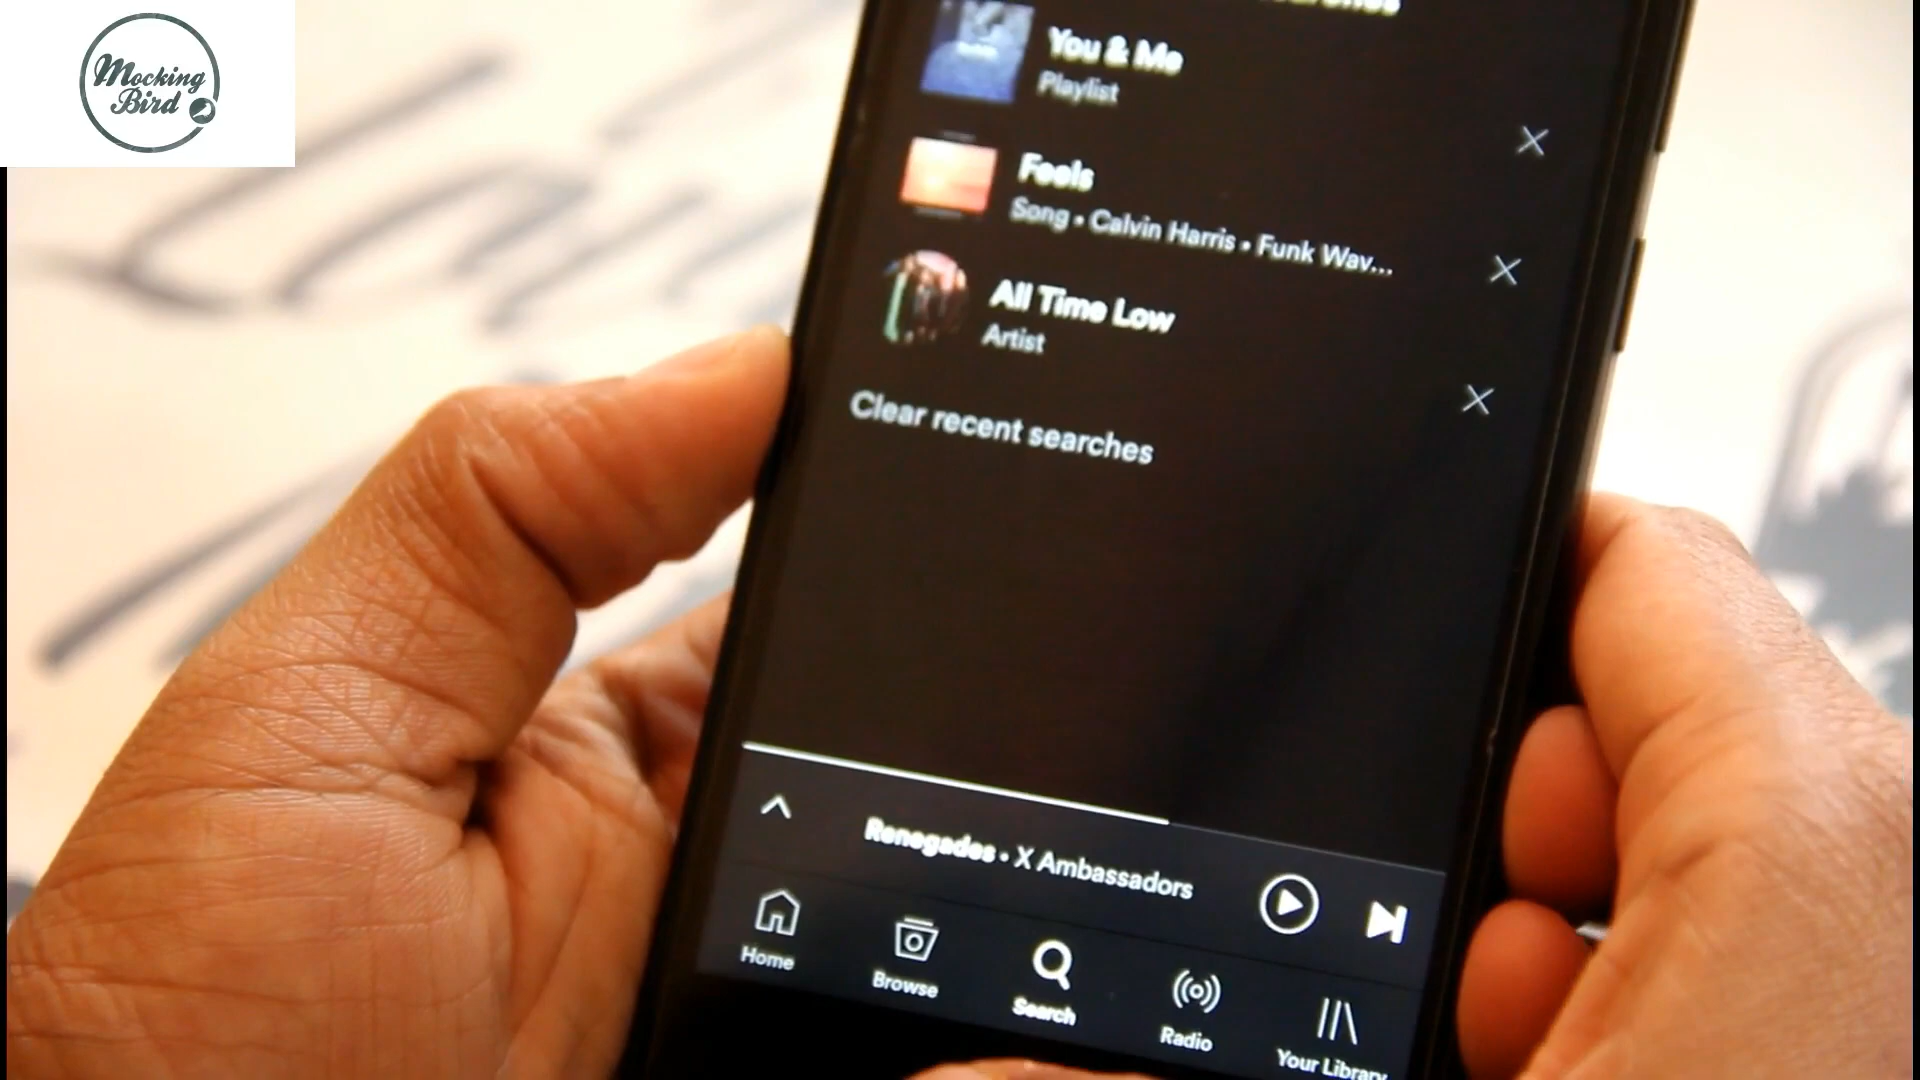 Mocking
Bird
You & Me
Playlist
Feels
Song • Calvin Harris • Funk Wav...
All Time Low
Artist
Clear recent searches
Renegades • X Ambassadors
Home
Browse
Search
Radio
Your Library